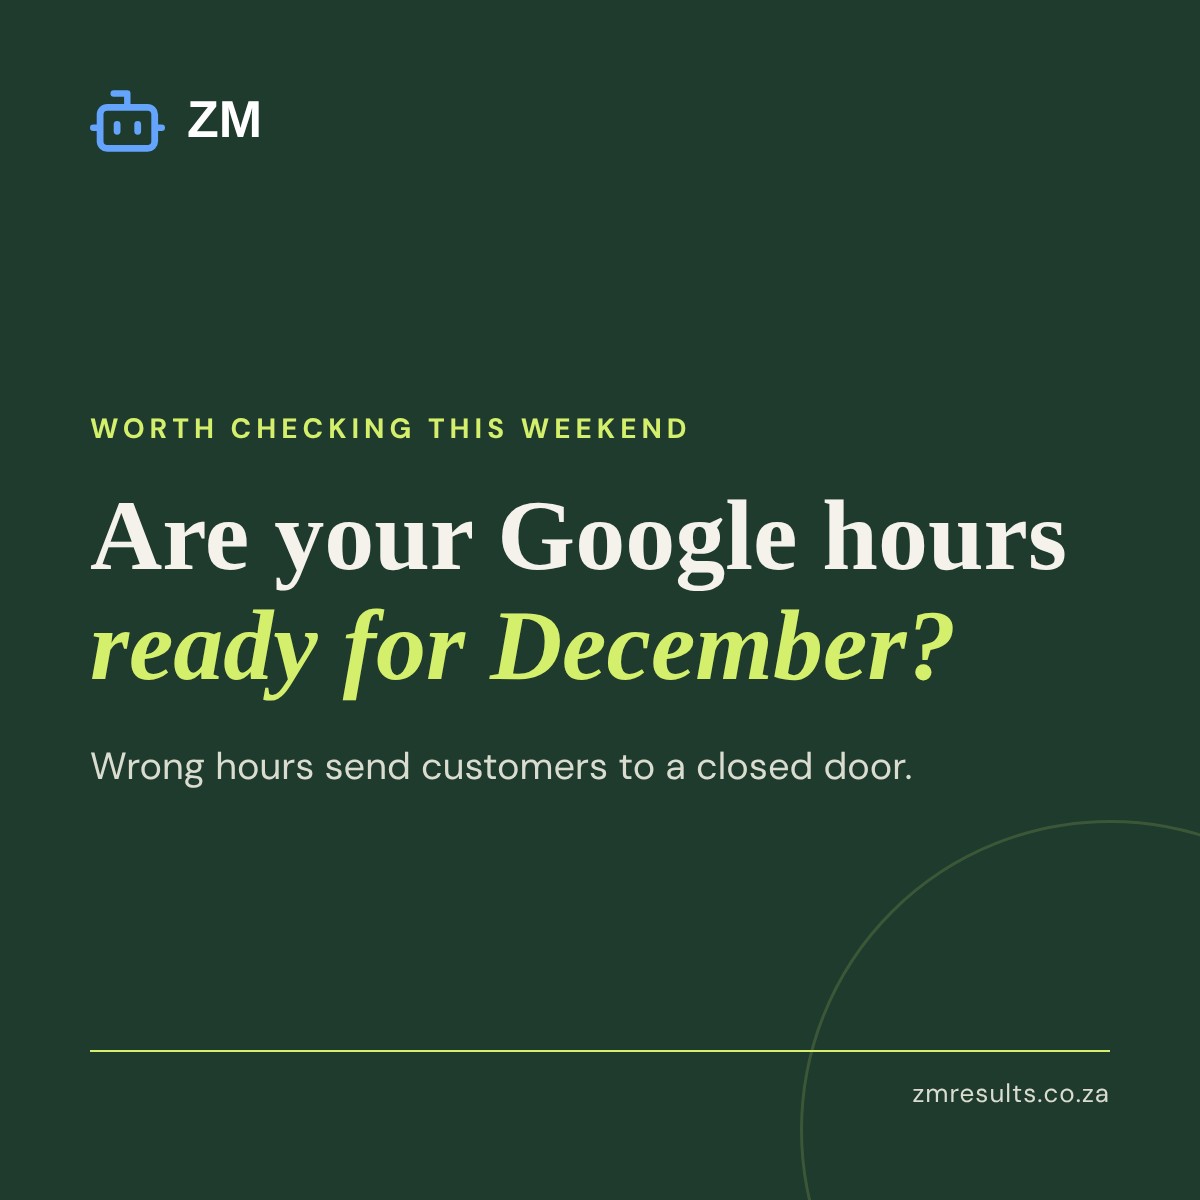 ZM
WORTH CHECKING THIS WEEKEND
Are your Google hours
ready for December?
Wrong hours send customers to a closed door.
zmresults.co.za